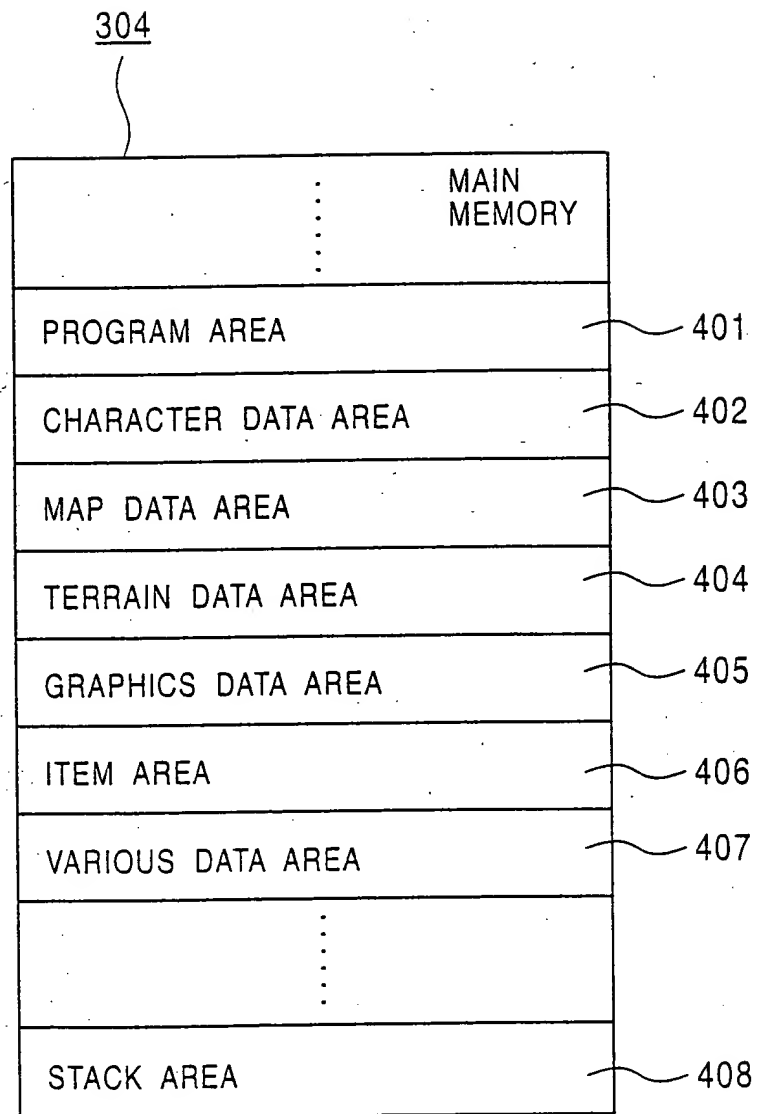 304
MAIN
MEMORY
PROGRAM AREA 401
CHARACTER DATA AREA 402
MAP DATA AREA 403
TERRAIN DATA AREA 404
GRAPHICS DATA AREA 405
ITEM AREA 406
VARIOUS DATA AREA 407
STACK AREA 408